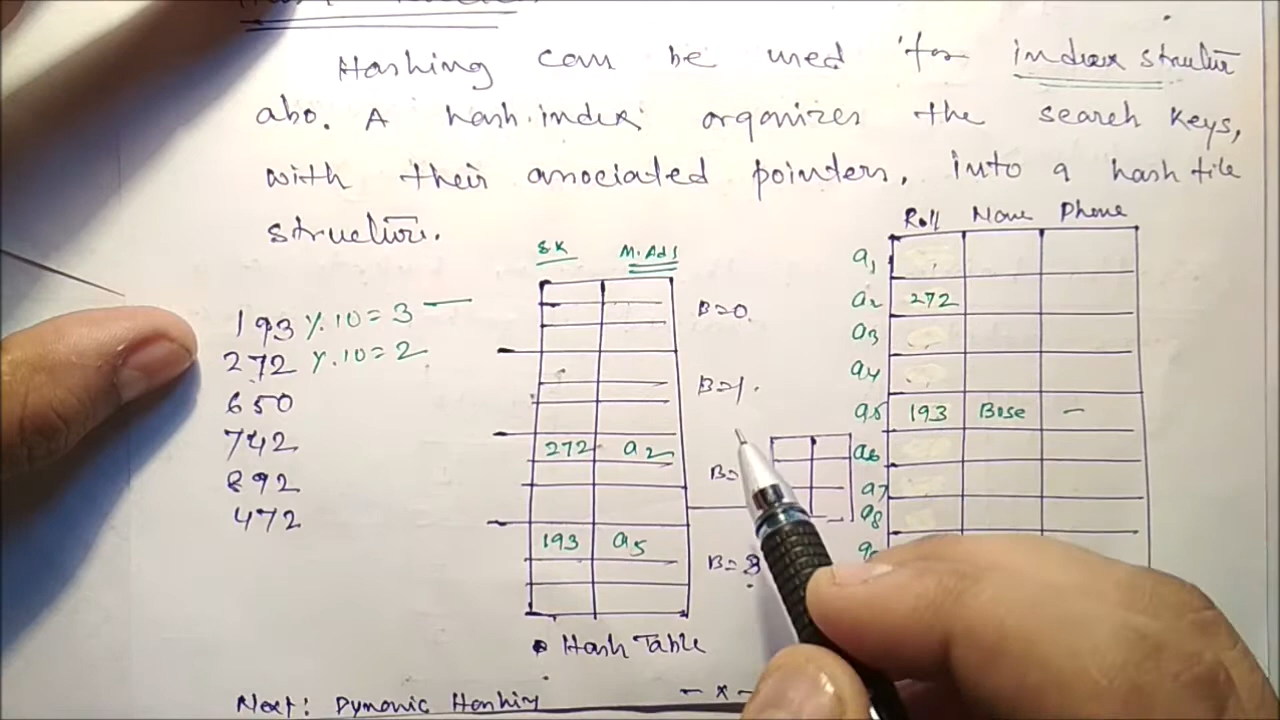 Hashing can be used for index structure
also. A hash index organizes the search keys,
with their associated pointers, into a hash file
structure.
Roll Name Phone
S.K M.Ads
193 %10 = 3
272 %10 = 2
650
742
892
472
B=0.
B=1.
272 a2
B=
193 a5
B=3
a1
a2 272
a3
a4
a5 193 Bose –
a6
a7
a8
Hash Table
Next: Dynamic Hashing – x –